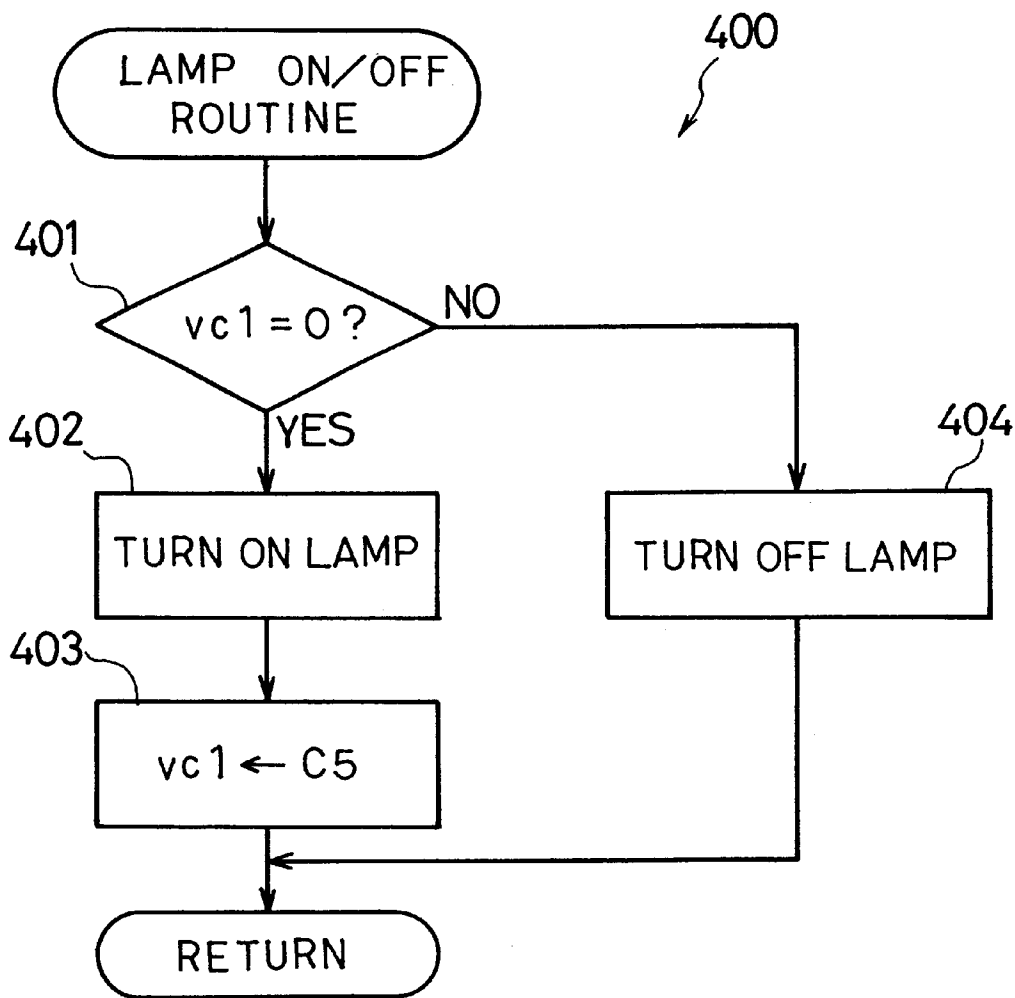 400
LAMP ON/OFF
ROUTINE
401
vc1=0?
NO
YES
402
TURN ON LAMP
404
TURN OFF LAMP
403
vc1←C5
RETURN